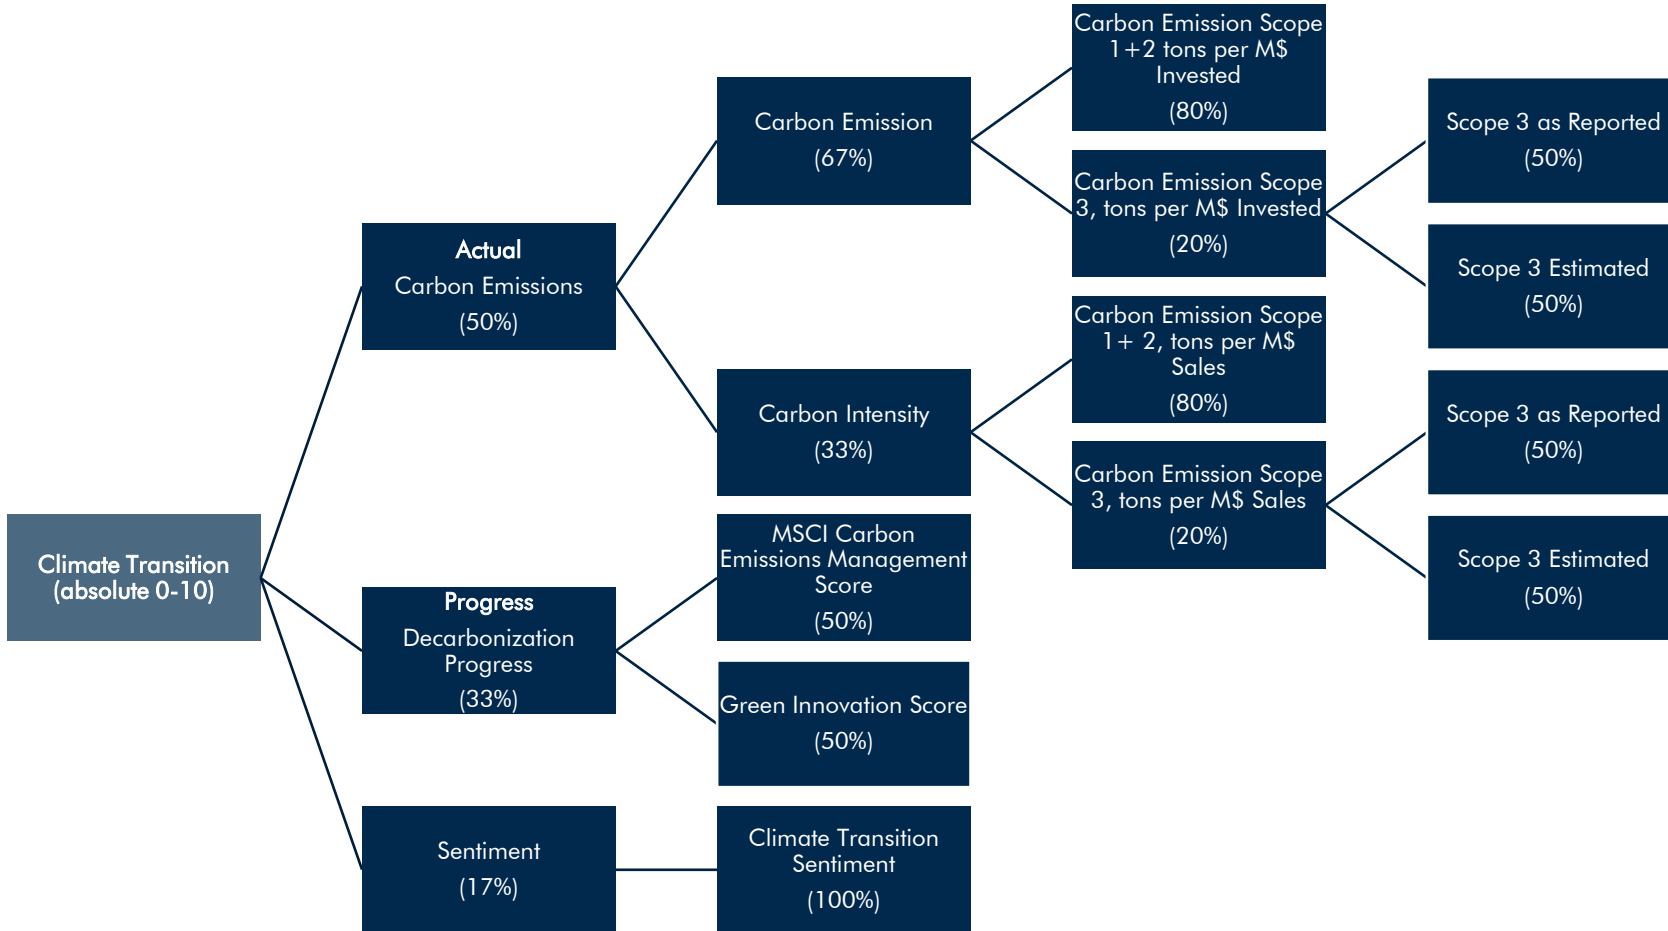 Climate Transition
(absolute 0-10)
Actual
Carbon Emissions
(50%)
Progress
Decarbonization
Progress
(33%)
Sentiment
(17%)
Carbon Emission
(67%)
Carbon Intensity
(33%)
MSCI Carbon
Emissions Management
Score
(50%)
Green Innovation Score
(50%)
Climate Transition
Sentiment
(100%)
Carbon Emission Scope
1+2 tons per M$
Invested
(80%)
Carbon Emission Scope
3, tons per M$ Invested
(20%)
Carbon Emission Scope
1+ 2, tons per M$
Sales
(80%)
Carbon Emission Scope
3, tons per M$ Sales
(20%)
Scope 3 as Reported
(50%)
Scope 3 Estimated
(50%)
Scope 3 as Reported
(50%)
Scope 3 Estimated
(50%)